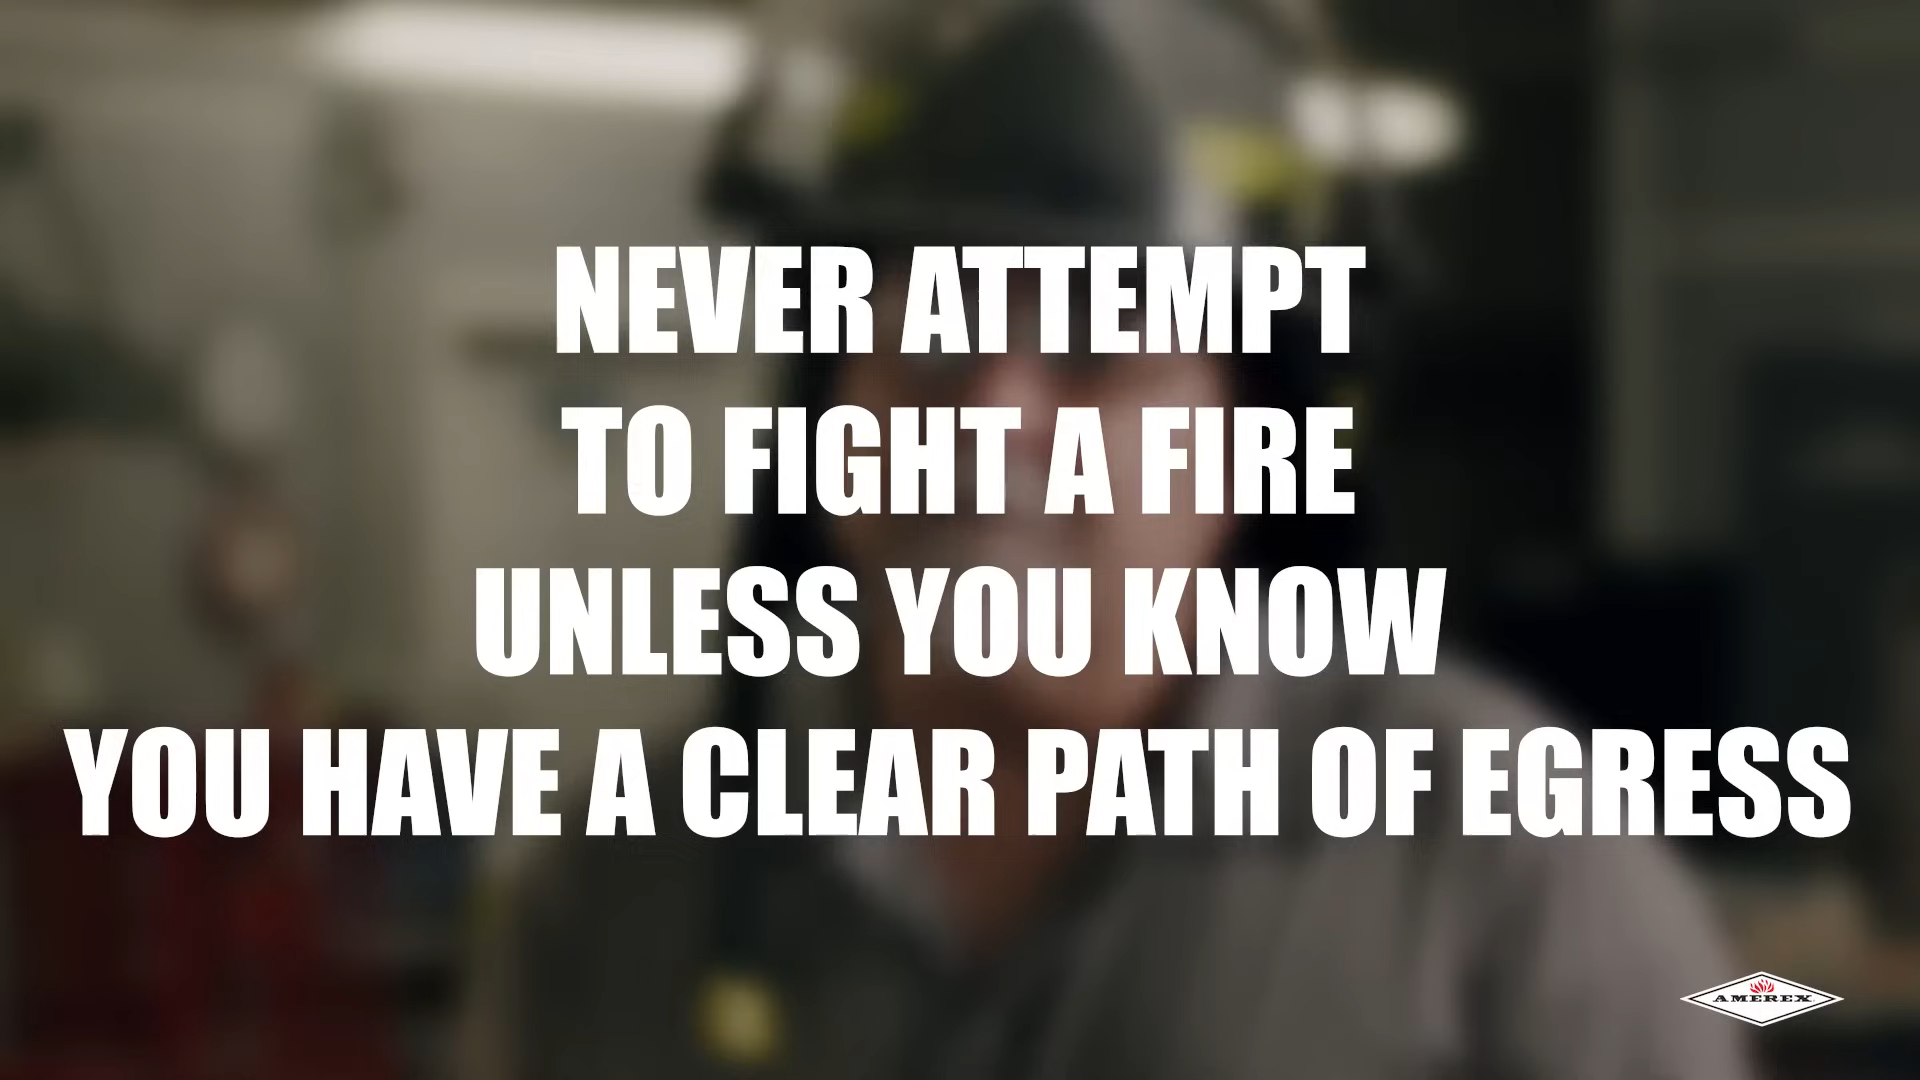 NEVER ATTEMPT
TO FIGHT A FIRE
UNLESS YOU KNOW
YOU HAVE A CLEAR PATH OF EGRESS
AMEREX